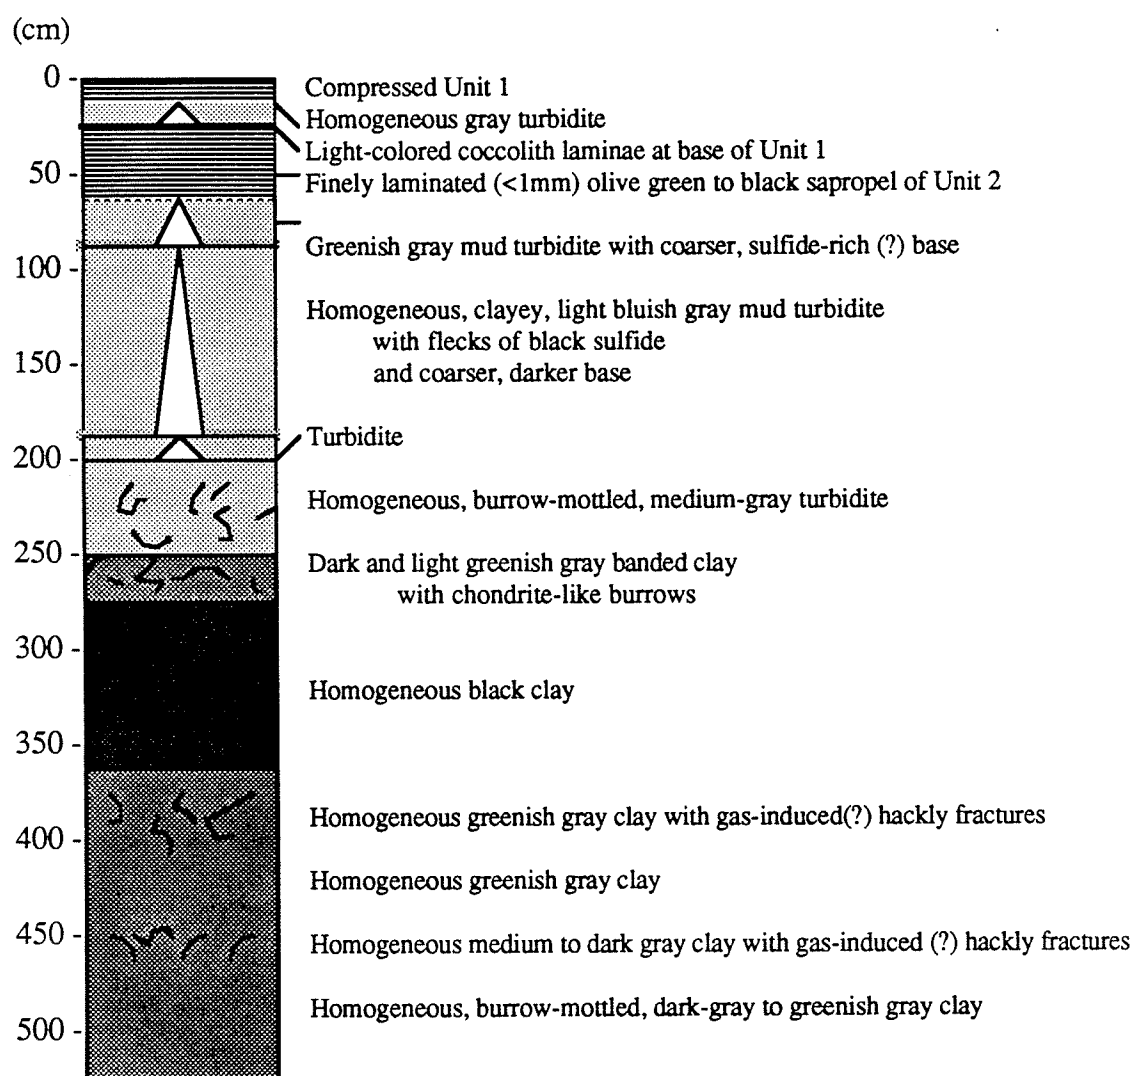 (cm)
0 -
Compressed Unit 1
Homogeneous gray turbidite
Light-colored coccolith laminae at base of Unit 1
50 -
Finely laminated (<1mm) olive green to black sapropel of Unit 2
Greenish gray mud turbidite with coarser, sulfide-rich (?) base
100 -
Homogeneous, clayey, light bluish gray mud turbidite
with flecks of black sulfide
150 -
and coarser, darker base
Turbidite
200 -
Homogeneous, burrow-mottled, medium-gray turbidite
250 -
Dark and light greenish gray banded clay
with chondrite-like burrows
300 -
Homogeneous black clay
350 -
Homogeneous greenish gray clay with gas-induced(?) hackly fractures
400 -
Homogeneous greenish gray clay
450 -
Homogeneous medium to dark gray clay with gas-induced (?) hackly fractures
Homogeneous, burrow-mottled, dark-gray to greenish gray clay
500 -